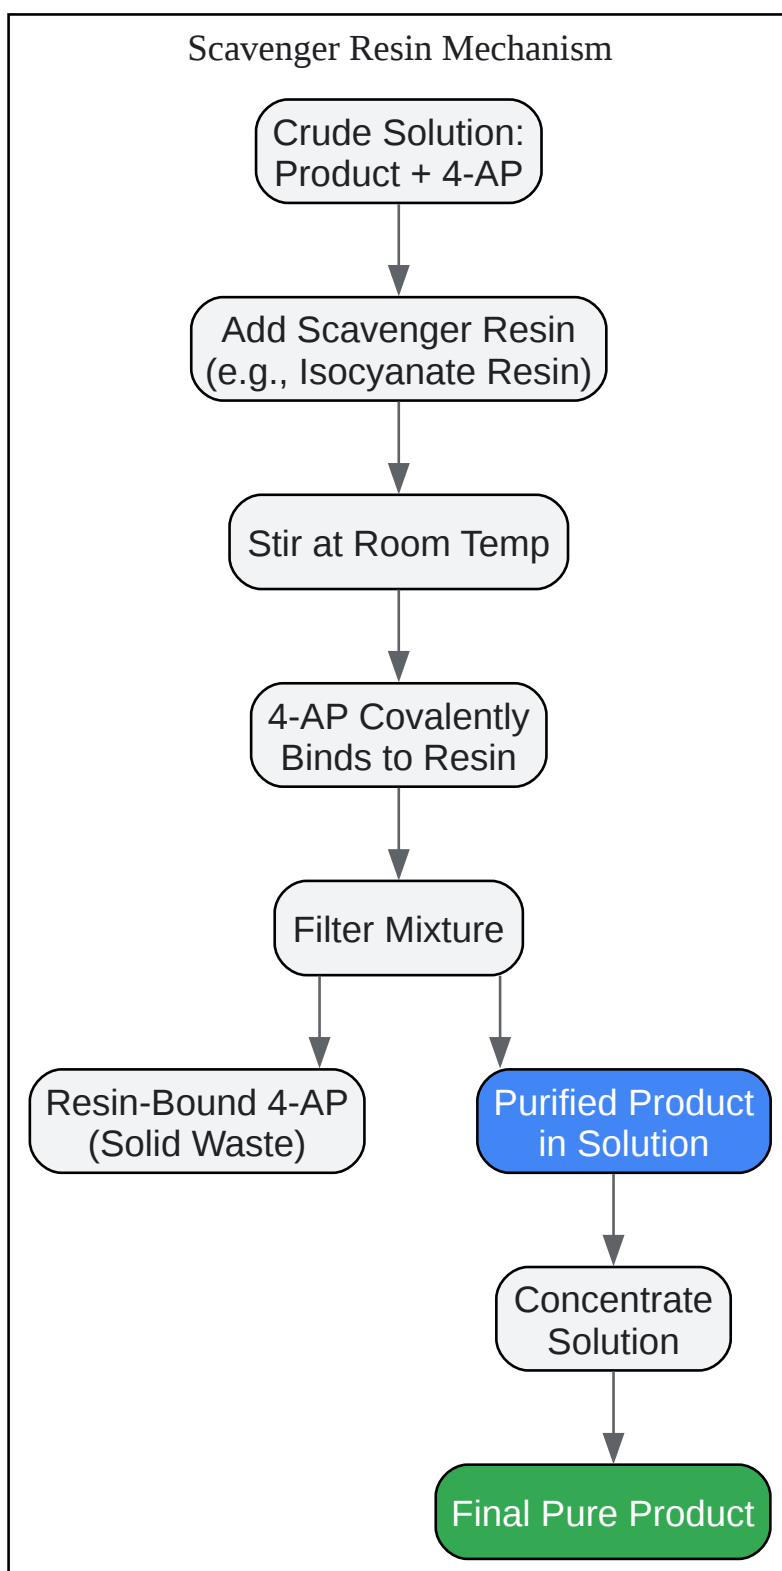 Scavenger Resin Mechanism
Crude Solution:
Product + 4-AP
Add Scavenger Resin
(e.g., Isocyanate Resin)
Stir at Room Temp
4-AP Covalently
Binds to Resin
Filter Mixture
Resin-Bound 4-AP
(Solid Waste)
Purified Product
in Solution
Concentrate
Solution
Final Pure Product